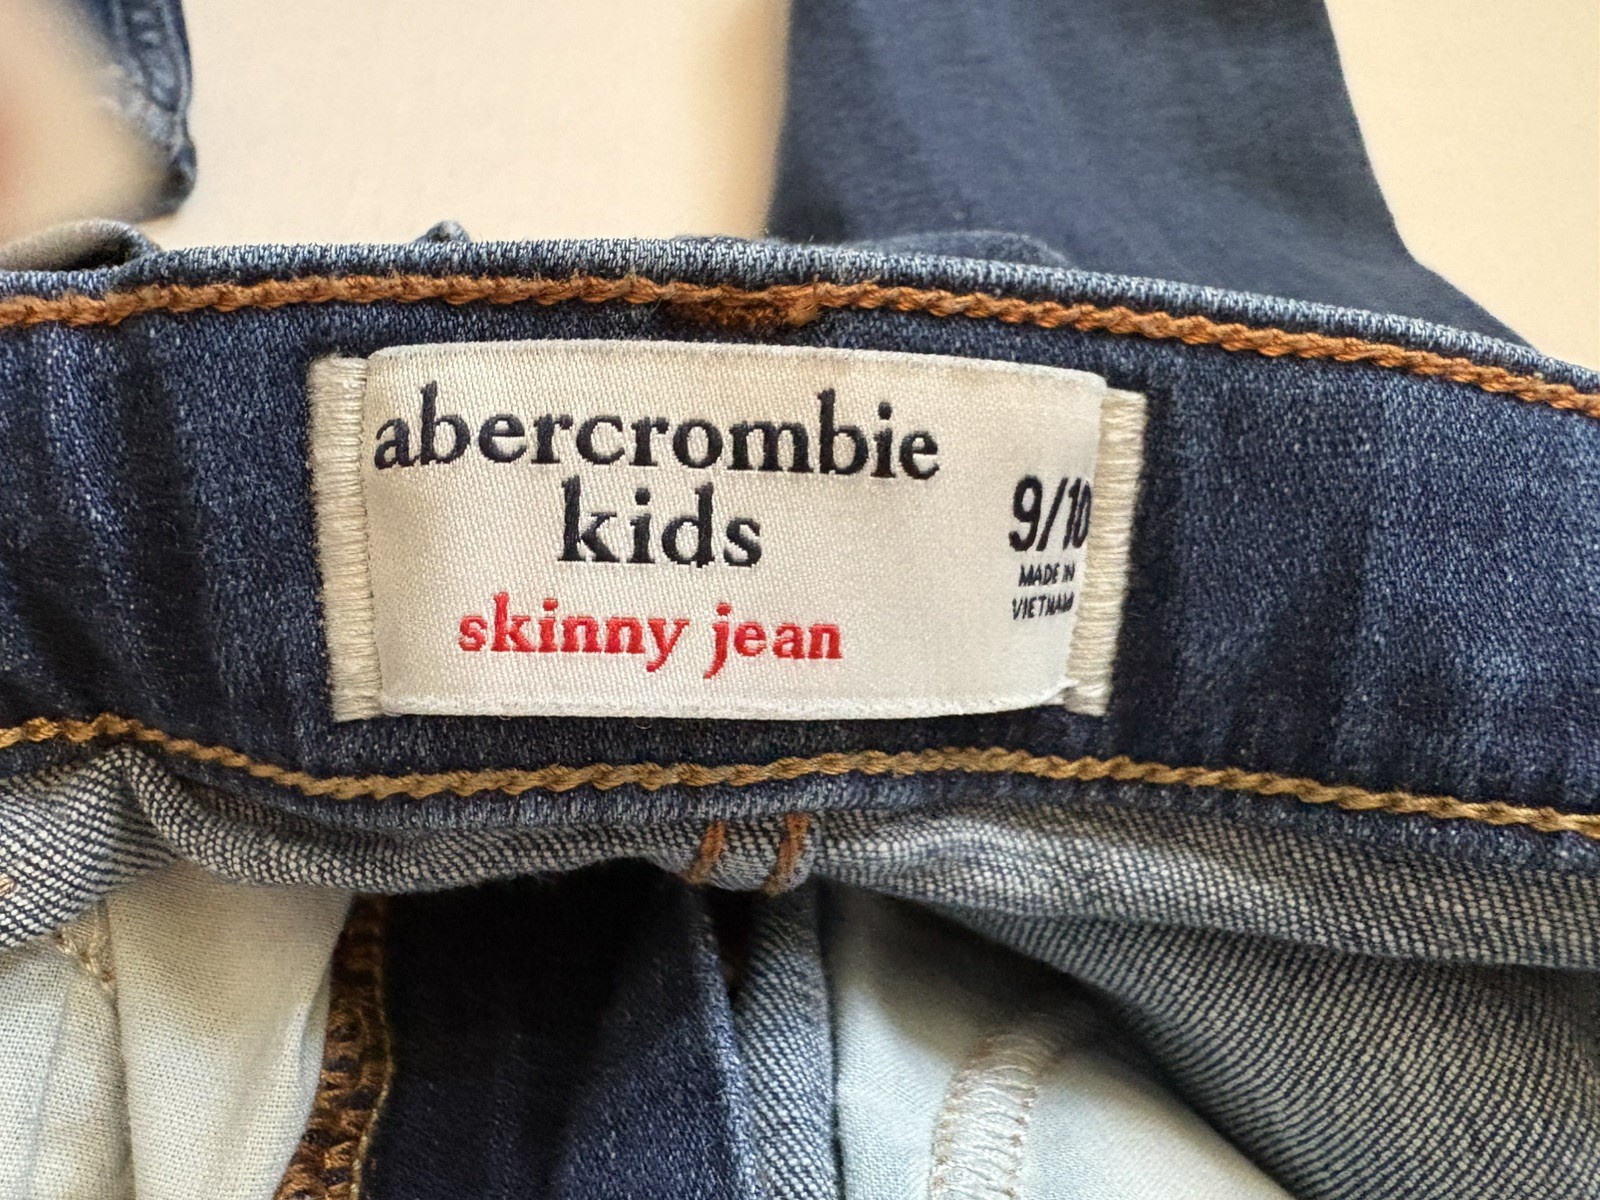 abercrombie
kids
skinny jean
9/10
MADE IN
VIETNAM